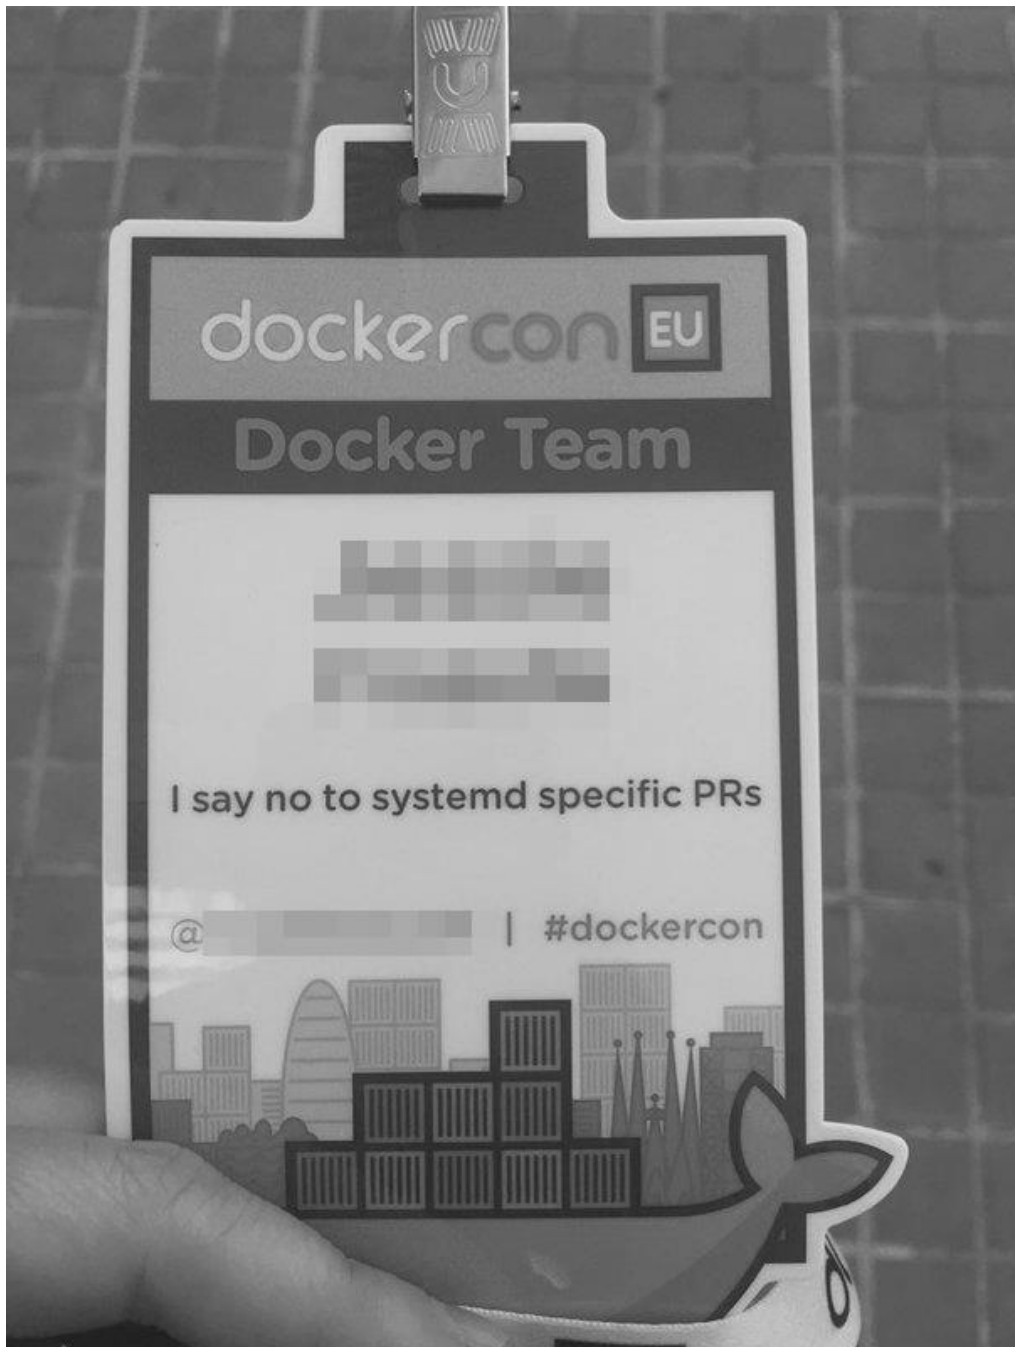 dockercon EU
Docker Team
I say no to systemd specific PRs
@ | #dockercon